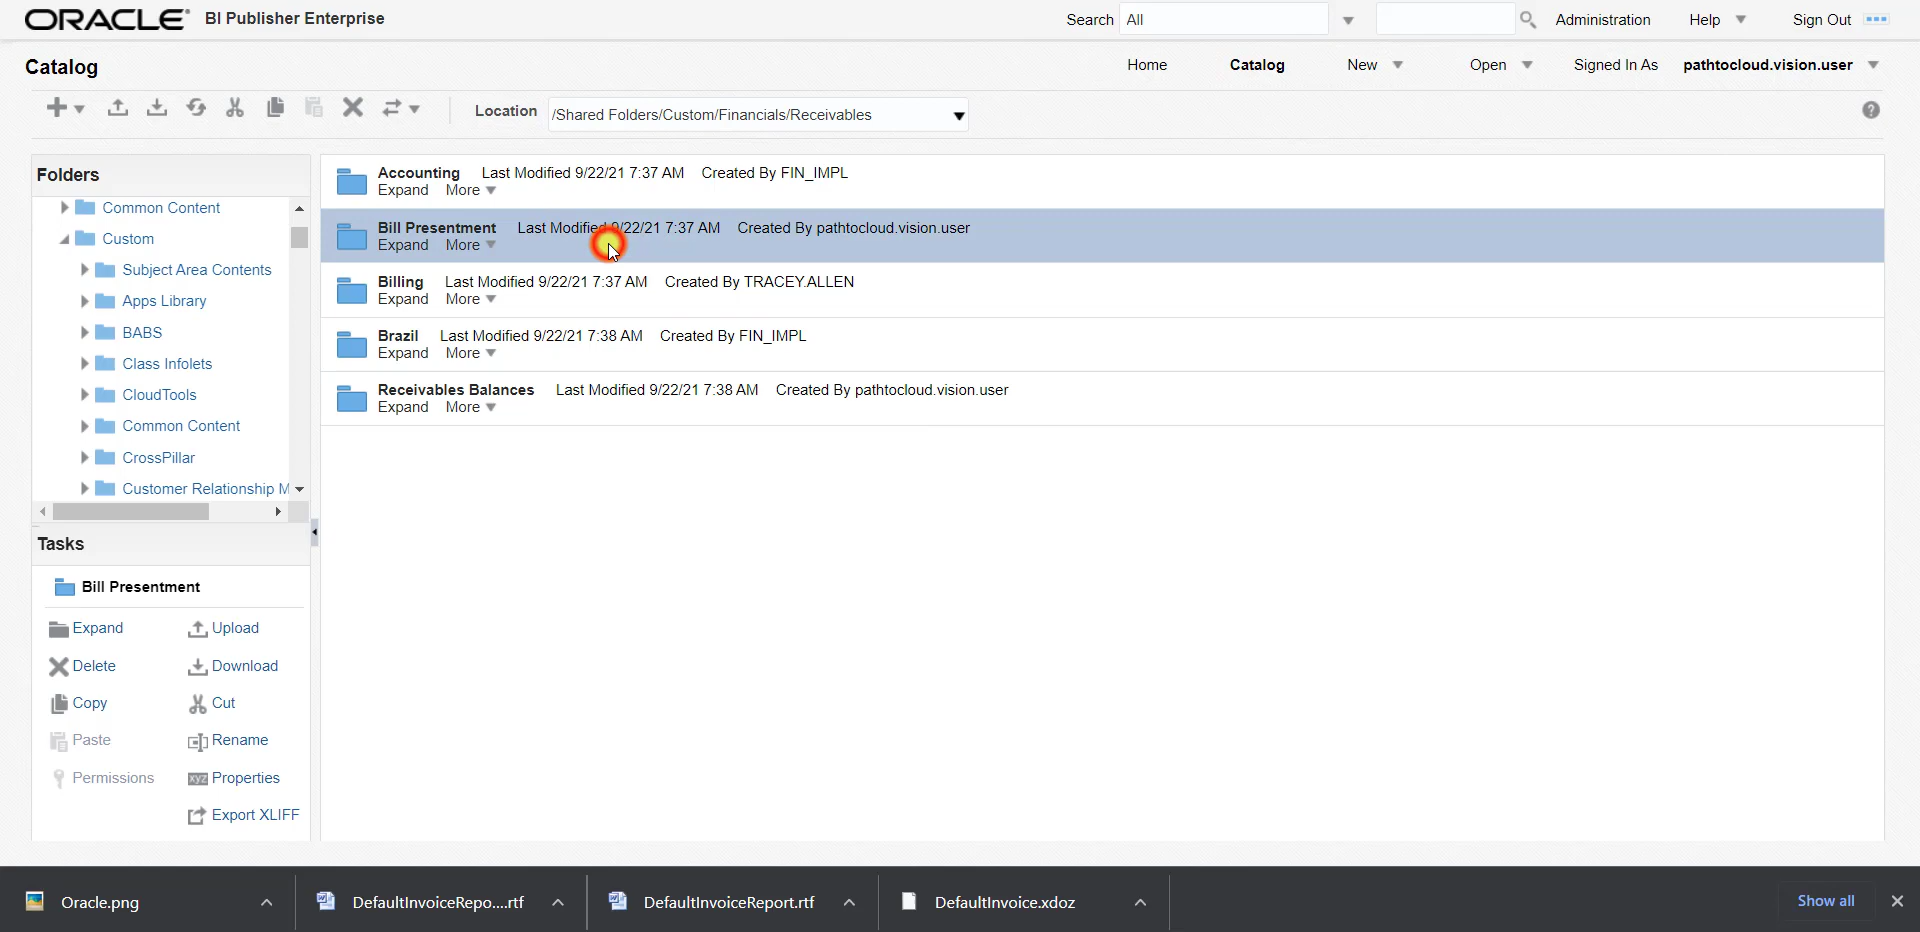 ORACLE BI Publisher Enterprise Search All Administration Help Sign Out
Catalog Home Catalog New Open Signed In As pathtocloud.vision.user
Location /Shared Folders/Custom/Financials/Receivables
Folders
Common Content
Custom
Subject Area Contents
Apps Library
BABS
Class Infolets
CloudTools
Common Content
CrossPillar
Customer Relationship M
Accounting Last Modified 9/22/21 7:37 AM Created By FIN_IMPL
Expand More
Bill Presentment Last Modified 9/22/21 7:37 AM Created By pathtocloud.vision.user
Expand More
Billing Last Modified 9/22/21 7:37 AM Created By TRACEY.ALLEN
Expand More
Brazil Last Modified 9/22/21 7:38 AM Created By FIN_IMPL
Expand More
Receivables Balances Last Modified 9/22/21 7:38 AM Created By pathtocloud.vision.user
Expand More
Tasks
Bill Presentment
Expand Upload
Delete Download
Copy Cut
Paste Rename
Permissions xyz Properties
Export XLIFF
Oracle.png DefaultInvoiceRepo....rtf DefaultInvoiceReport.rtf DefaultInvoice.xdoz Show all